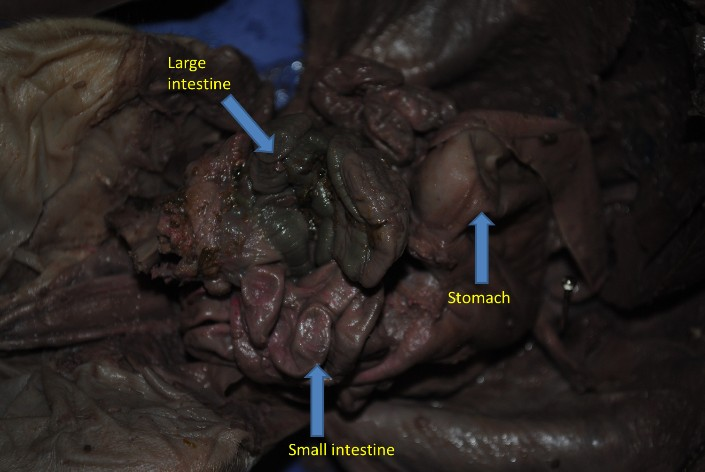 Large
intestine
Stomach
Small intestine